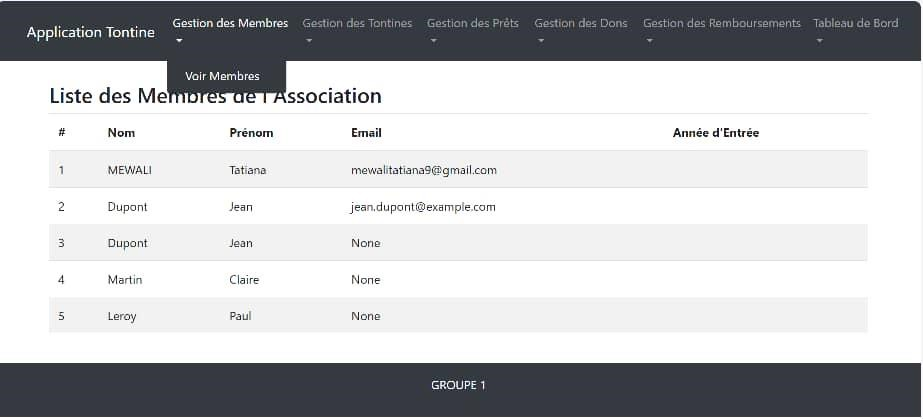 Application Tontine
Gestion des Membres
Gestion des Tontines
Gestion des Prêts
Gestion des Dons
Gestion des Remboursements
Tableau de Bord
Voir Membres
Liste des Membres de l'Association
# Nom Prénom Email Année d'Entrée
1 MEWALI Tatiana mewalitatiana9@gmail.com
2 Dupont Jean jean.dupont@example.com
3 Dupont Jean None
4 Martin Claire None
5 Leroy Paul None
GROUPE 1